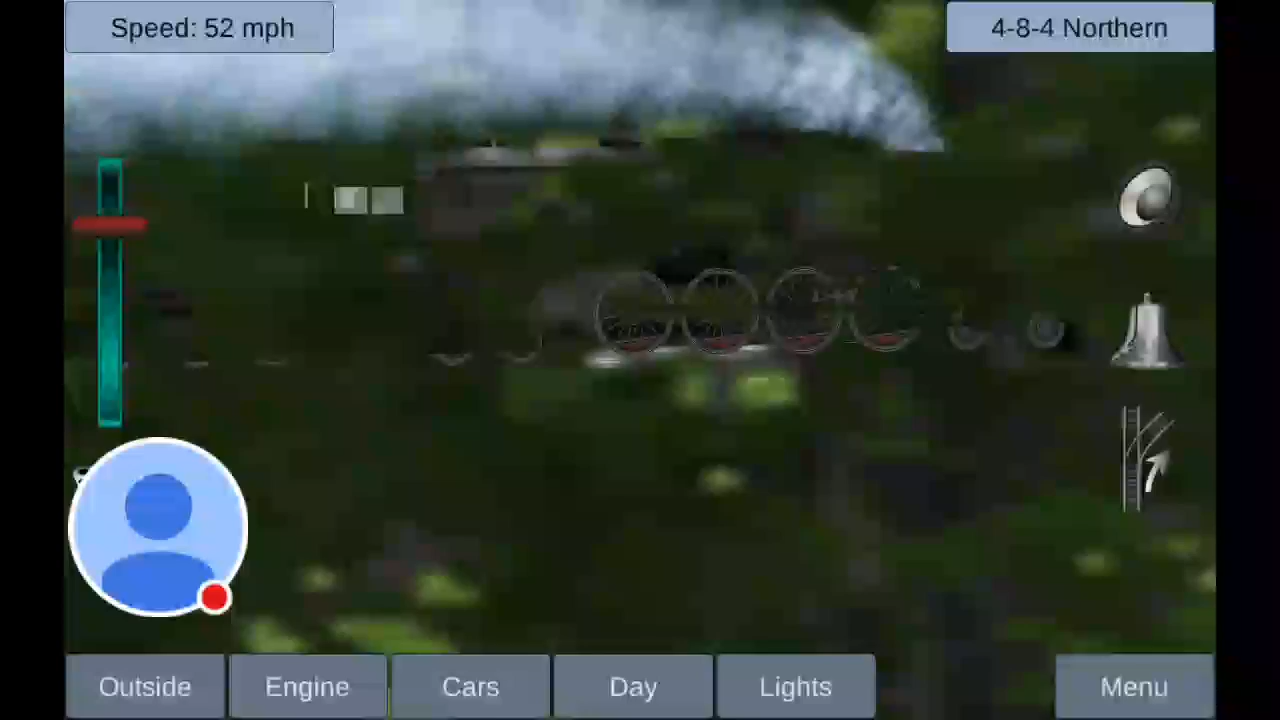 Speed: 52 mph
4-8-4 Northern
Outside
Engine
Cars
Day
Lights
Menu